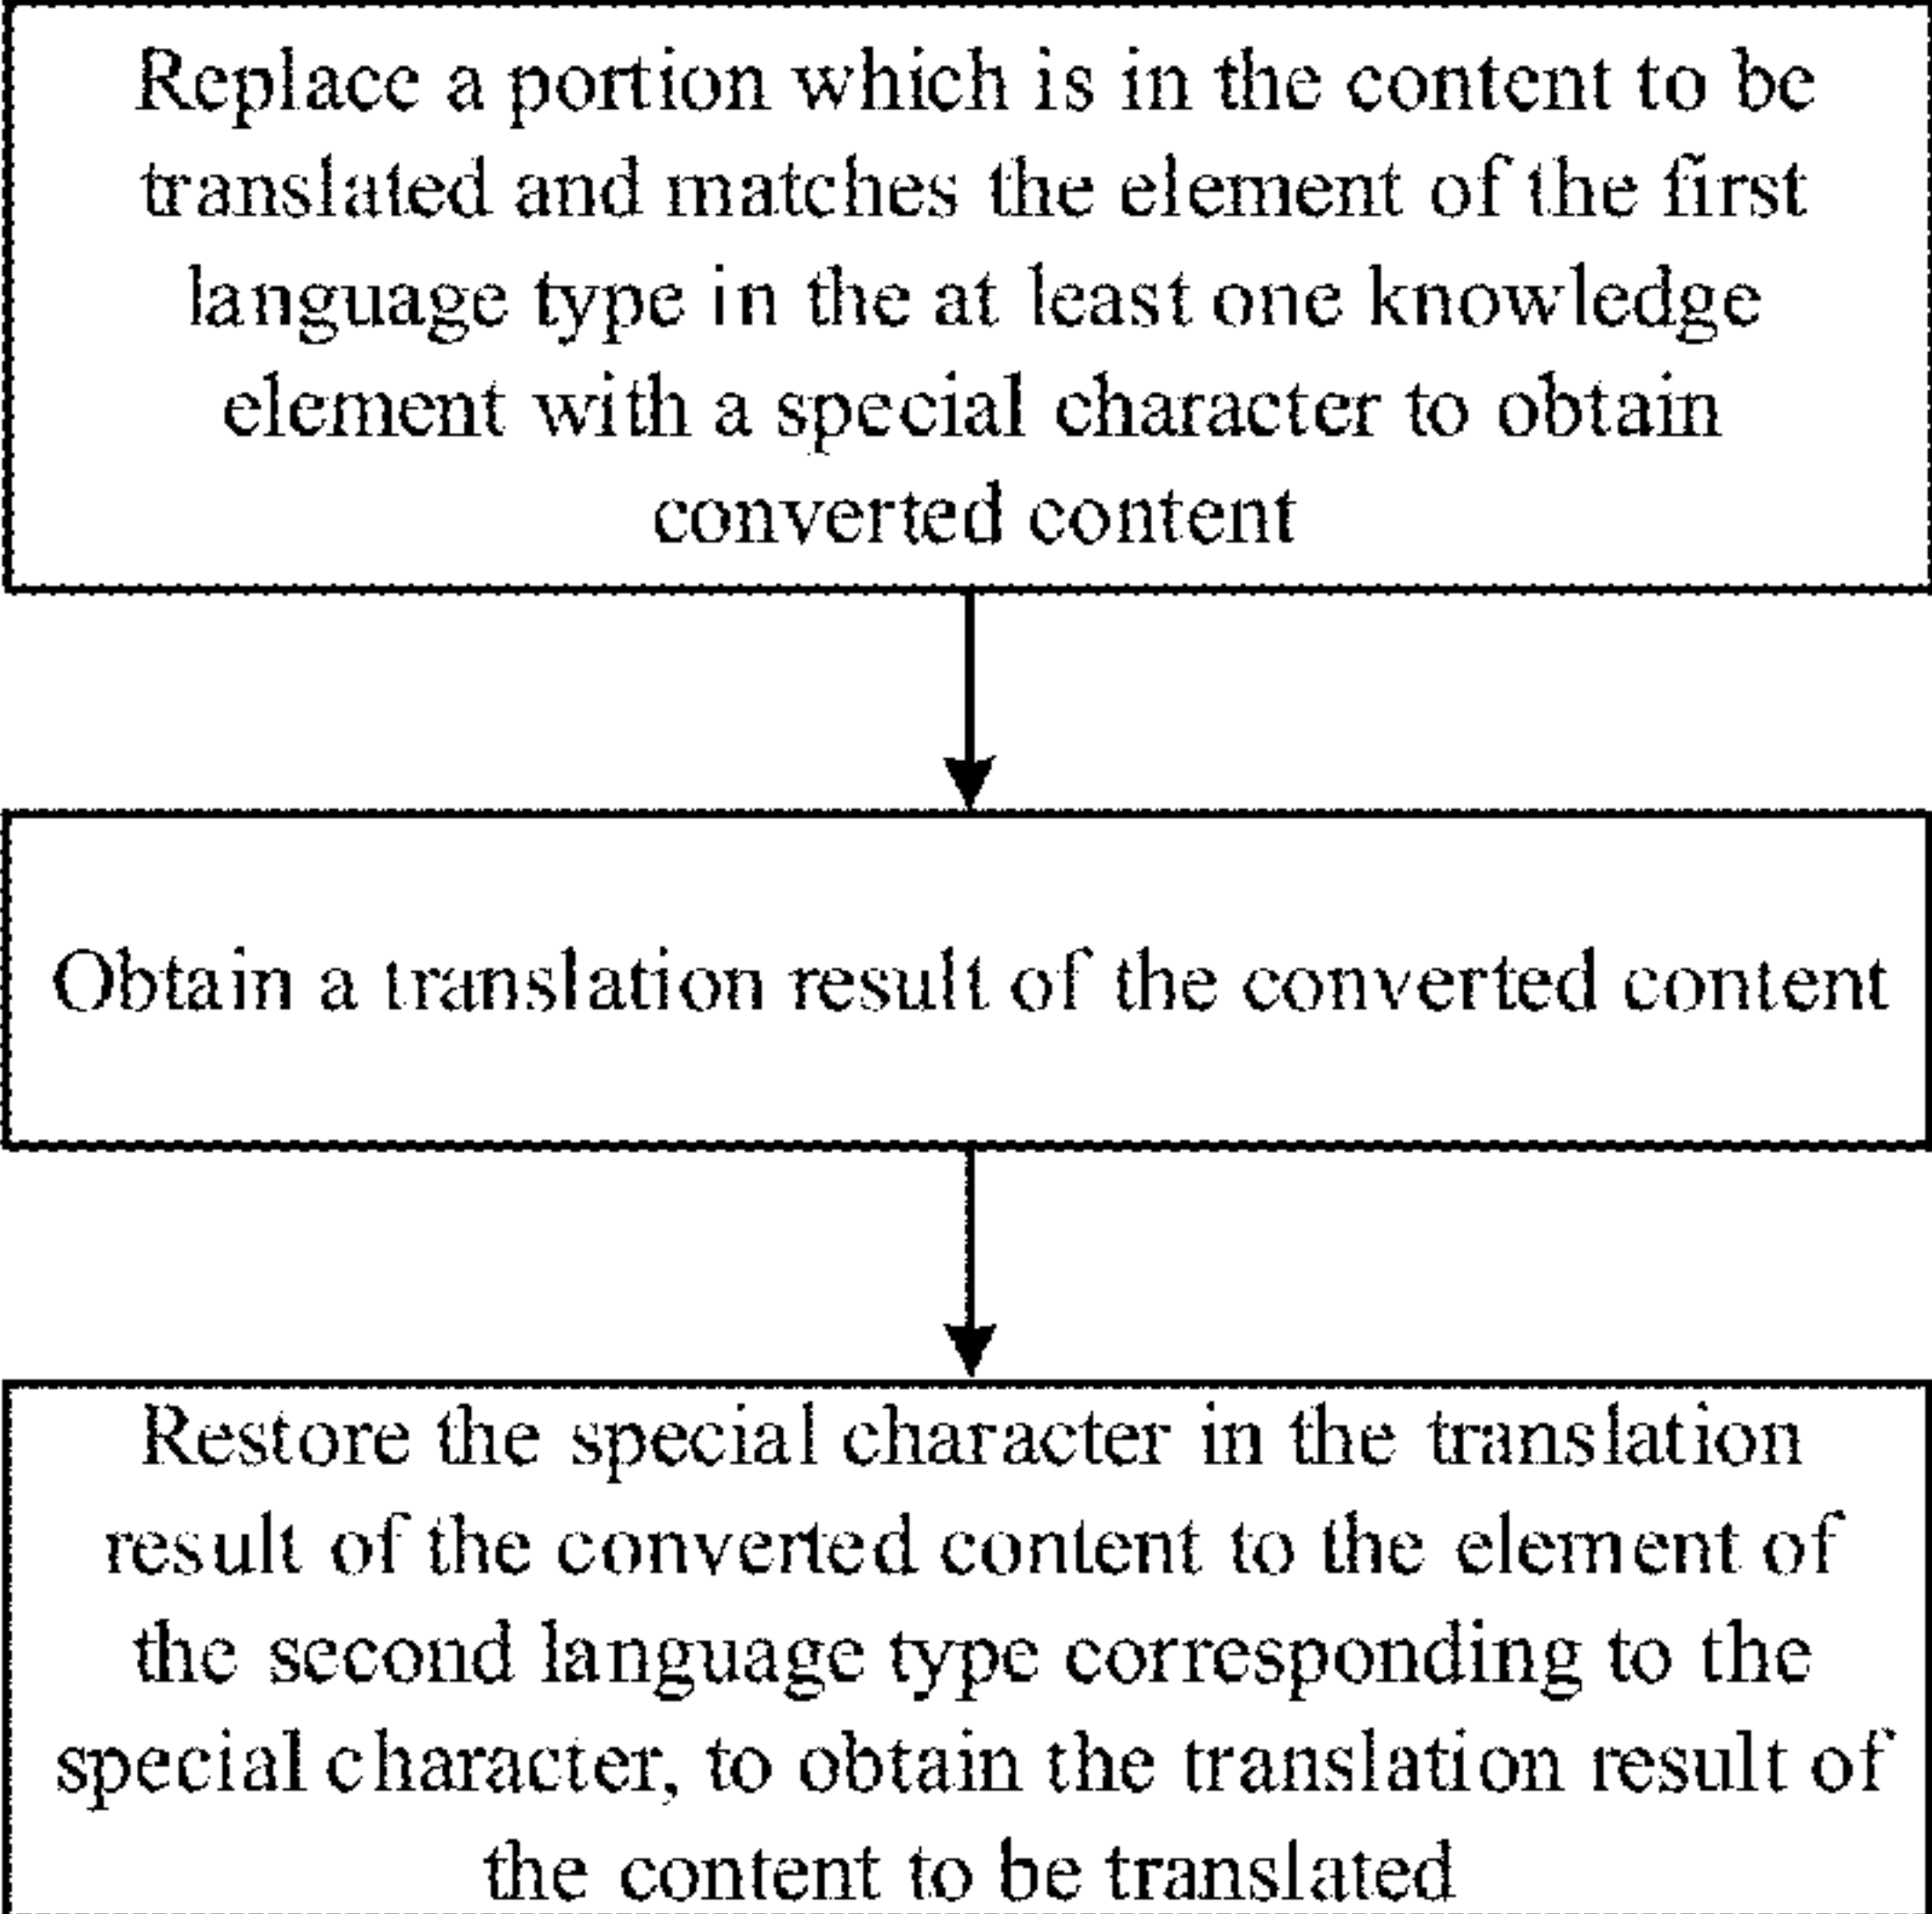 Replace a portion which is in the content to be
translated and matches the element of the first
language type in the at least one knowledge
element with a special character to obtain
converted content
Obtain a translation result of the converted content
Restore the special character in the translation
result of the converted content to the element of
the second language type corresponding to the
special character, to obtain the translation result of
the content to be translated